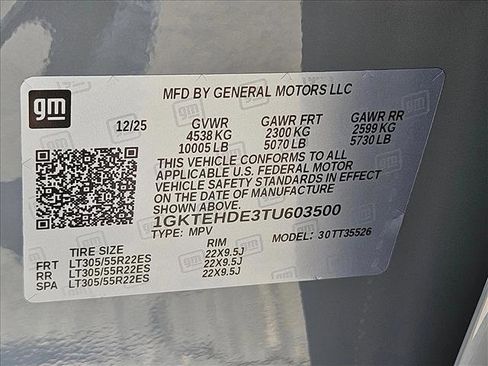 gm
MFD BY GENERAL MOTORS LLC
12/25 GVWR GAWR FRT GAWR RR
4538 KG 2300 KG 2599 KG
10005 LB 5070 LB 5730 LB
THIS VEHICLE CONFORMS TO ALL
APPLICABLE U.S. FEDERAL MOTOR
VEHICLE SAFETY STANDARDS IN EFFECT
ON THE DATE OF MANUFACTURE
SHOWN ABOVE.
1GKTEHDE3TU603500
TYPE: MPV MODEL: 30TT35526
TIRE SIZE RIM
FRT LT305/55R22ES 22X9.5J
RR LT305/55R22ES 22X9.5J
SPA LT305/55R22ES 22X9.5J